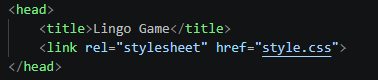 <head>
    <title>Lingo Game</title>
    <link rel="stylesheet" href="style.css">
</head>